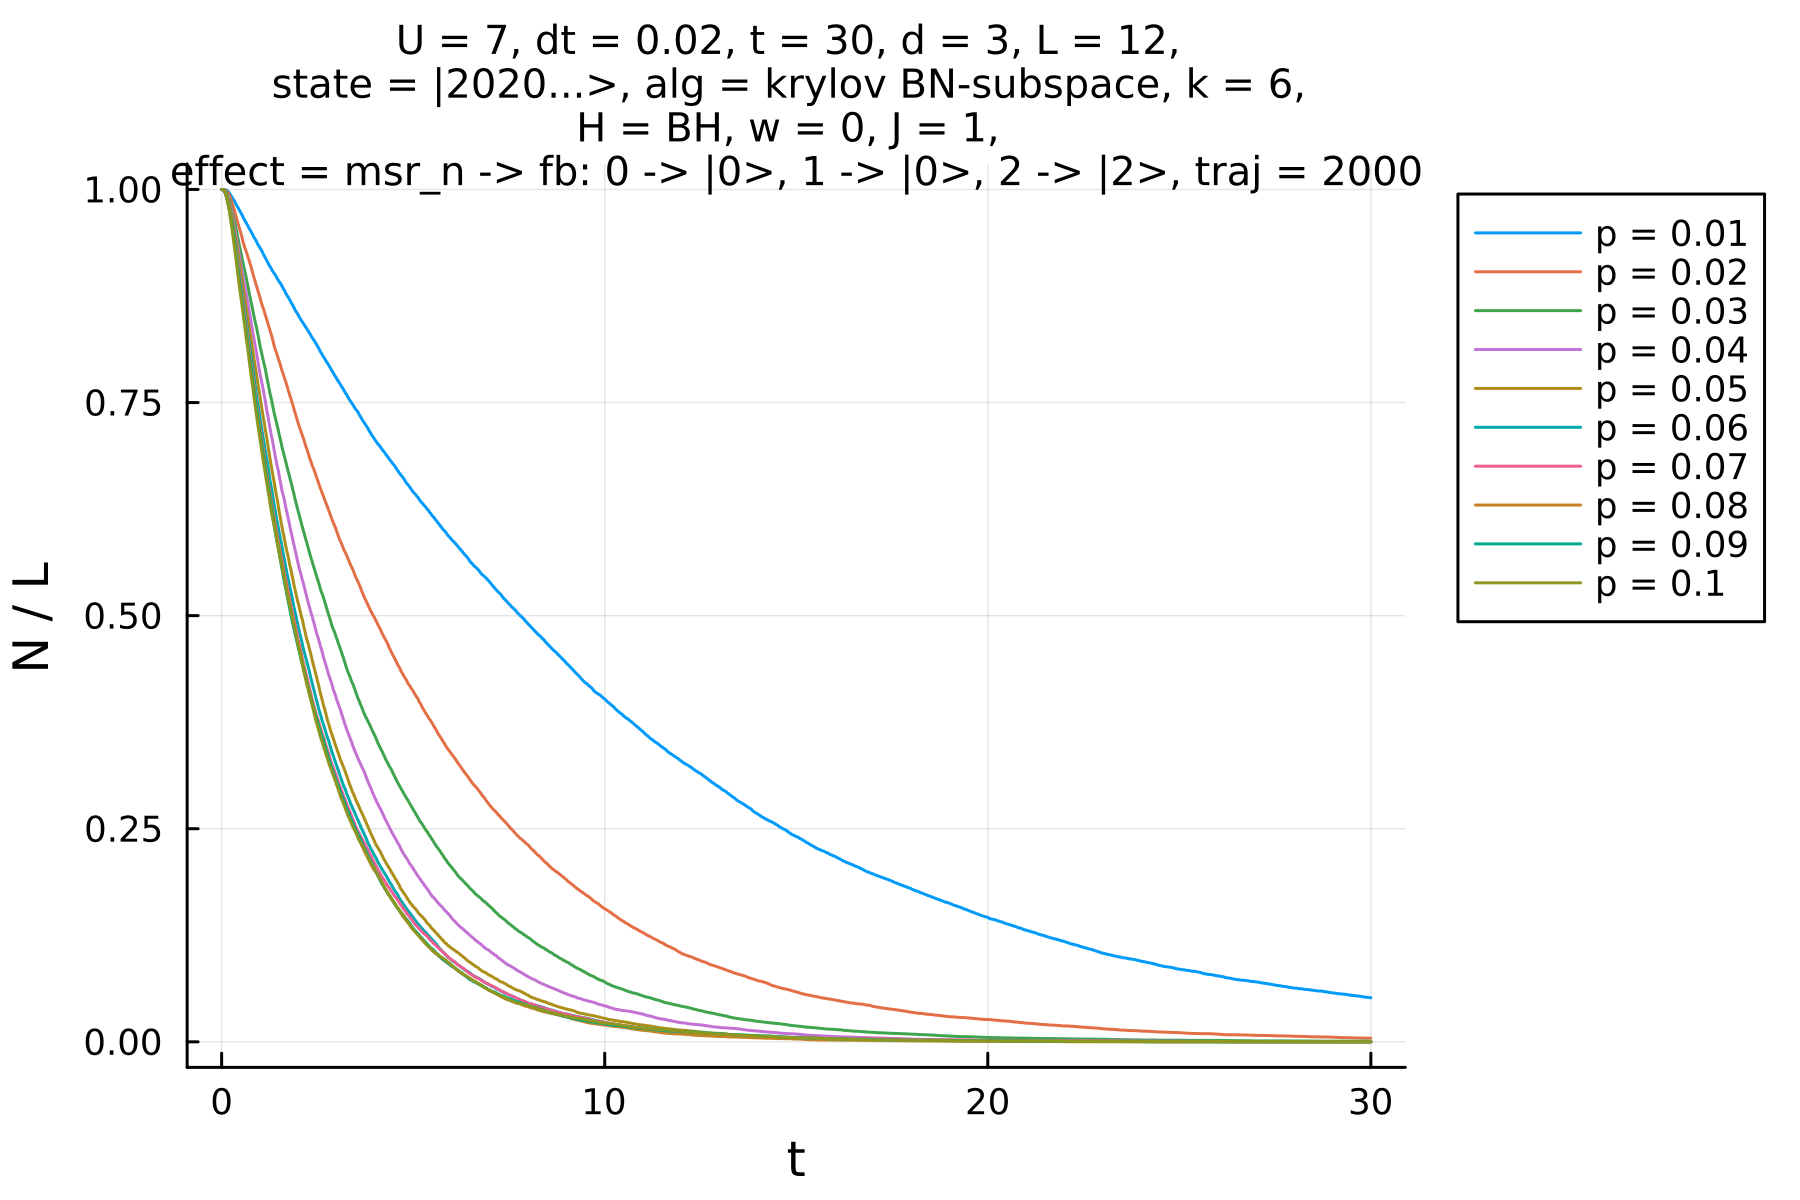 U = 7, dt = 0.02, t = 30, d = 3, L = 12,
state = |2020...>, alg = krylov BN-subspace, k = 6,
H = BH, w = 0, J = 1,
effect = msr_n -> fb: 0 -> |0>, 1 -> |0>, 2 -> |2>, traj = 2000
1.00
0.75
0.50
0.25
0.00
N / L
0
10
20
30
t
p = 0.01
p = 0.02
p = 0.03
p = 0.04
p = 0.05
p = 0.06
p = 0.07
p = 0.08
p = 0.09
p = 0.1